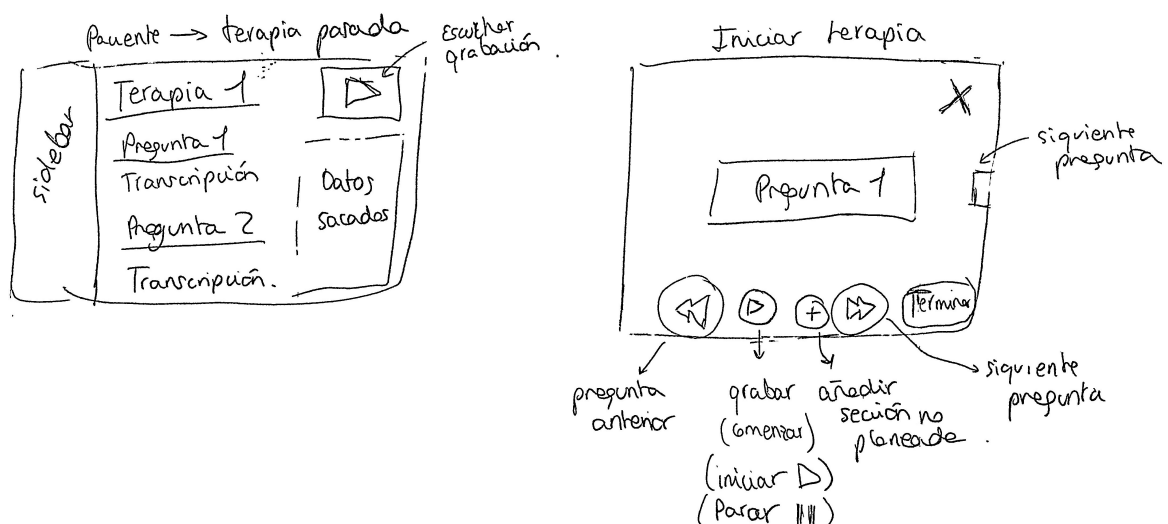 Paciente → terapia pasada
Escuchar
grabación.
sidebar
Terapia 1
Pregunta 1
Transcripción
Pregunta 2
Transcripción.
Datos
sacados
Iniciar terapia
X
siguiente
pregunta
Pregunta 1
Terminar
pregunta
anterior
grabar
(comenzar)
(iniciar ▷)
(Parar ||)
añadir
sección no
planeada.
siguiente
pregunta